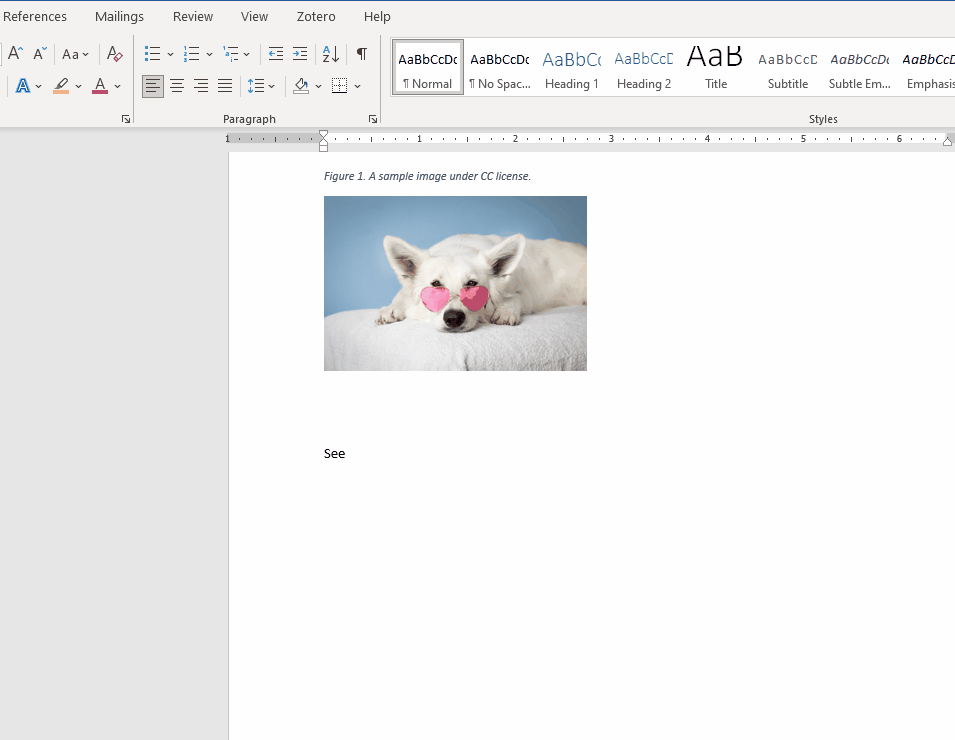 References Mailings Review View Zotero Help
A A Aa A A Z ¶
A A
AaBbCcDc AaBbCcDc AaBbCc AaBbCcD AaB AaBbCcD AaBbCcDc AaBbCcD
¶ Normal ¶ No Spac... Heading 1 Heading 2 Title Subtitle Subtle Em... Emphasis
Paragraph Styles
1 1 2 3 4 5 6
Figure 1. A sample image under CC license.
See